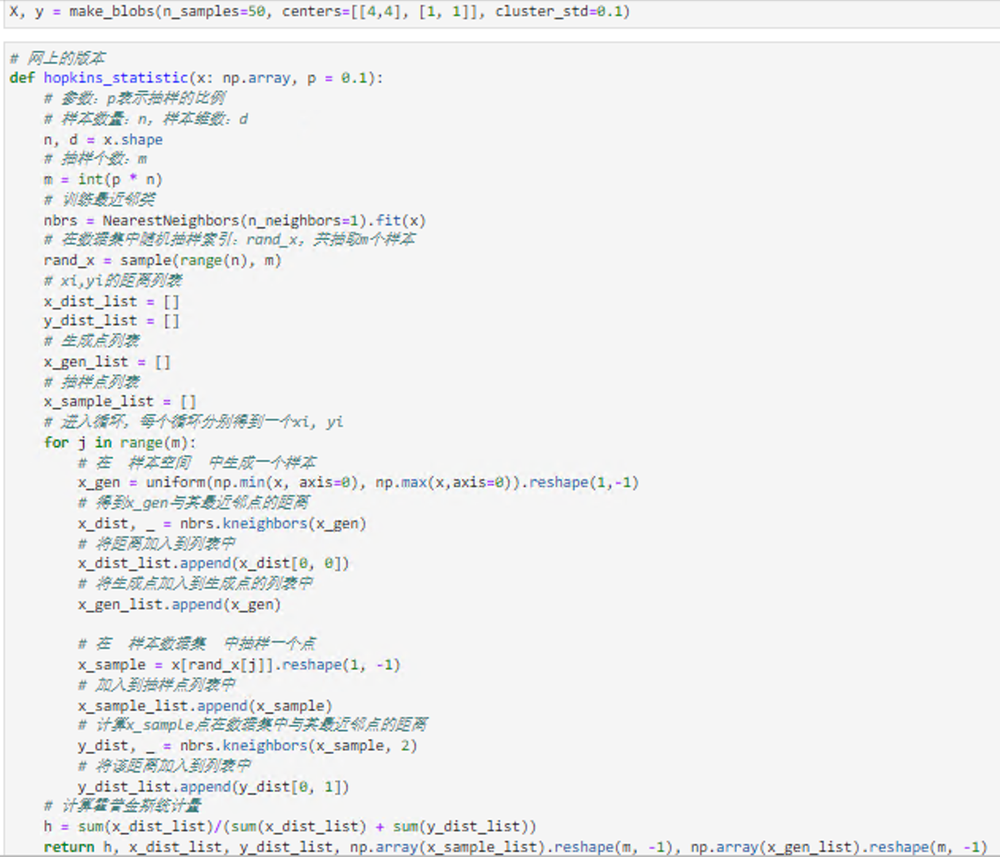 X, y = make_blobs(n_samples=50, centers=[[4,4], [1, 1]], cluster_std=0.1)
# 网上的版本
def hopkins_statistic(x: np.array, p = 0.1):
    # 参数：p表示抽样的比例
    # 样本数量：n，样本维数：d
    n, d = x.shape
    # 抽样个数：m
    m = int(p * n)
    # 训练最近邻类
    nbrs = NearestNeighbors(n_neighbors=1).fit(x)
    # 在数据集中随机抽样索引：rand_x，共抽取m个样本
    rand_x = sample(range(n), m)
    # xi,yi的距离列表
    x_dist_list = []
    y_dist_list = []
    # 生成点列表
    x_gen_list = []
    # 抽样点列表
    x_sample_list = []
    # 进入循环，每个循环分别得到一个xi, yi
    for j in range(m):
        # 在  样本空间  中生成一个样本
        x_gen = uniform(np.min(x, axis=0), np.max(x,axis=0)).reshape(1,-1)
        # 得到x_gen与其最近邻点的距离
        x_dist, _ = nbrs.kneighbors(x_gen)
        # 将距离加入到列表中
        x_dist_list.append(x_dist[0, 0])
        # 将生成点加入到生成点的列表中
        x_gen_list.append(x_gen)
        # 在  样本数据集  中抽样一个点
        x_sample = x[rand_x[j]].reshape(1, -1)
        # 加入到抽样点列表中
        x_sample_list.append(x_sample)
        # 计算x_sample点在数据集中与其最近邻点的距离
        y_dist, _ = nbrs.kneighbors(x_sample, 2)
        # 将该距离加入到列表中
        y_dist_list.append(y_dist[0, 1])
    # 计算霍普金斯统计量
    h = sum(x_dist_list)/(sum(x_dist_list) + sum(y_dist_list))
    return h, x_dist_list, y_dist_list, np.array(x_sample_list).reshape(m, -1), np.array(x_gen_list).reshape(m, -1)